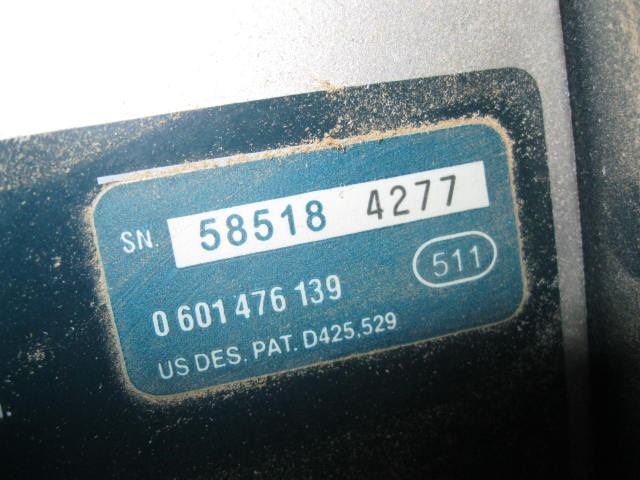 SN. 58518 4277
0 601 476 139 511
US DES. PAT. D425,529